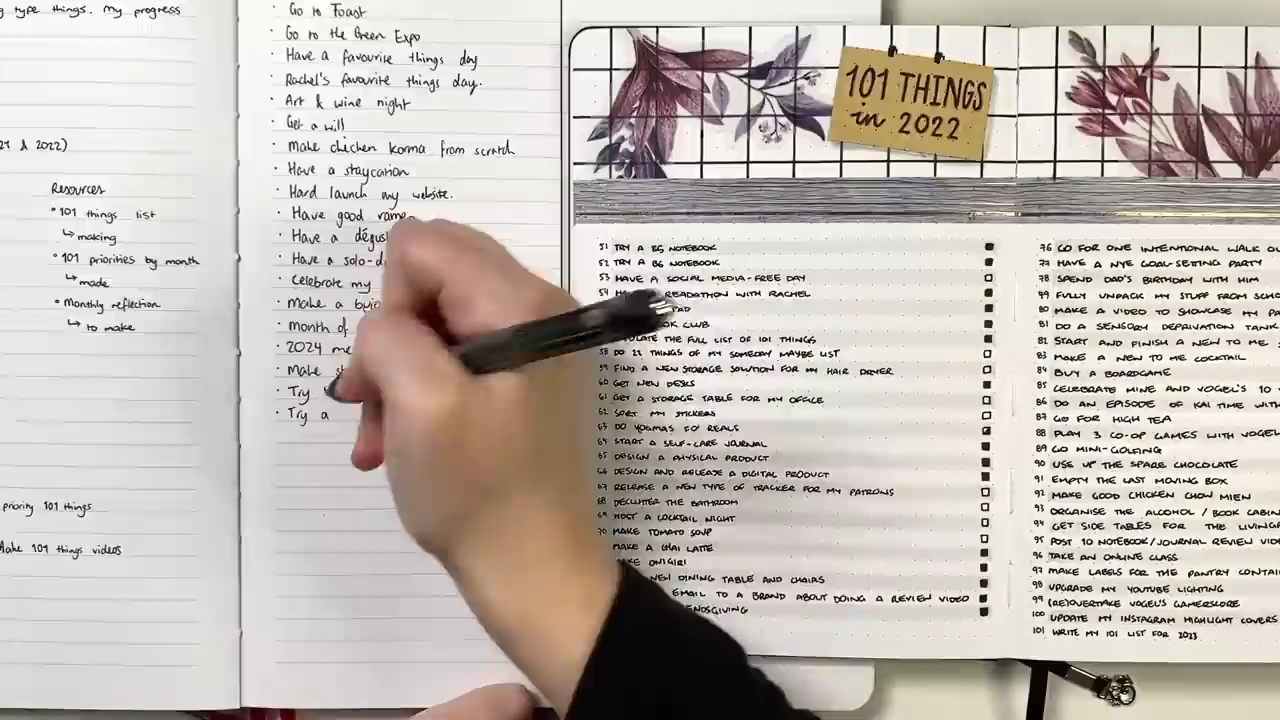 type things. My progress
& 2022)
Resources
• 101 things list
↳ making
• 101 priorities by month
↳ made
• Monthly reflection
↳ to make
priority 101 things
Make 101 things videos
• Go to Toast
• Go to the Green Expo
• Have a favourite things day
• Rachel's favorite things day.
• Art & wine night
• Get a will
• Make chicken korma from scratch
• Have a staycation
• Hard launch my website.
• Have good ramen
• Have a
• Have a solo-
• Celebrate my
• Make a
• Month of
• 2024
• Make
• Try
• Try a
101 THINGS
in 2022
51 TRY A B5 NOTEBOOK
52 TRY A B6 NOTEBOOK
53 HAVE A SOCIAL MEDIA-FREE DAY
54 READATHON WITH RACHEL
CLUB
THE FULL LIST OF 101 THINGS
58 DO 22 THINGS OF MY SOMEDAY MAYBE LIST
59 FIND A NEW STORAGE SOLUTION FOR MY HAIR DRYER
60 GET NEW DESKS
61 GET A STORAGE TABLE FOR MY OFFICE
62 SORT MY STICKERS
63 DO VOGMAS FO' REALS
64 START A SELF-CARE JOURNAL
65 DESIGN A PHYSICAL PRODUCT
66 DESIGN AND RELEASE A DIGITAL PRODUCT
67 RELEASE A NEW TYPE OF TRACKER FOR MY PATRONS
68 DECLUTTER THE BATHROOM
69 HOST A COCKTAIL NIGHT
70 MAKE TOMATO SOUP
MAKE A CHAI LATTE
ONIGIRI
NEW DINING TABLE AND CHAIRS
EMAIL TO A BRAND ABOUT DOING A REVIEW VIDEO
76 GO FOR ONE INTENTIONAL WALK
77 HAVE A NYE GOAL-SETTING PARTY
78 SPEND DAD'S BIRTHDAY WITH HIM
79 FULLY UNPACK MY STUFF FROM
80 MAKE A VIDEO TO SHOWCASE MY
81 DO A SENSORY DEPRIVATION TANK
82 START AND FINISH A NEW TO ME
83 MAKE A NEW TO ME COCKTAIL
84 BUY A BOARDGAME
85 CELEBRATE MINE AND VOGEL'S 10
86 DO AN EPISODE OF KAI TIME
87 GO FOR HIGH TEA
88 PLAY 3 CO-OP GAMES WITH VOGEL
89 GO MINI-GOLFING
90 USE UP THE SPARE CHOCOLATE
91 EMPTY THE LAST MOVING BOX
92 MAKE GOOD CHICKEN CHOW MIEN
93 ORGANISE THE ALCOHOL / BOOK
94 GET SIDE TABLES FOR THE
95 POST 10 NOTEBOOK/JOURNAL REVIEW
96 TAKE AN ONLINE CLASS
97 MAKE LABELS FOR THE PANTRY
98 UPGRADE MY YOUTUBE LIGHTING
99 (RE)OVERTAKE VOGEL'S GAMERSCORE
100 UPDATE MY INSTAGRAM HIGHLIGHT COVERS
101 WRITE MY 101 LIST FOR 2023